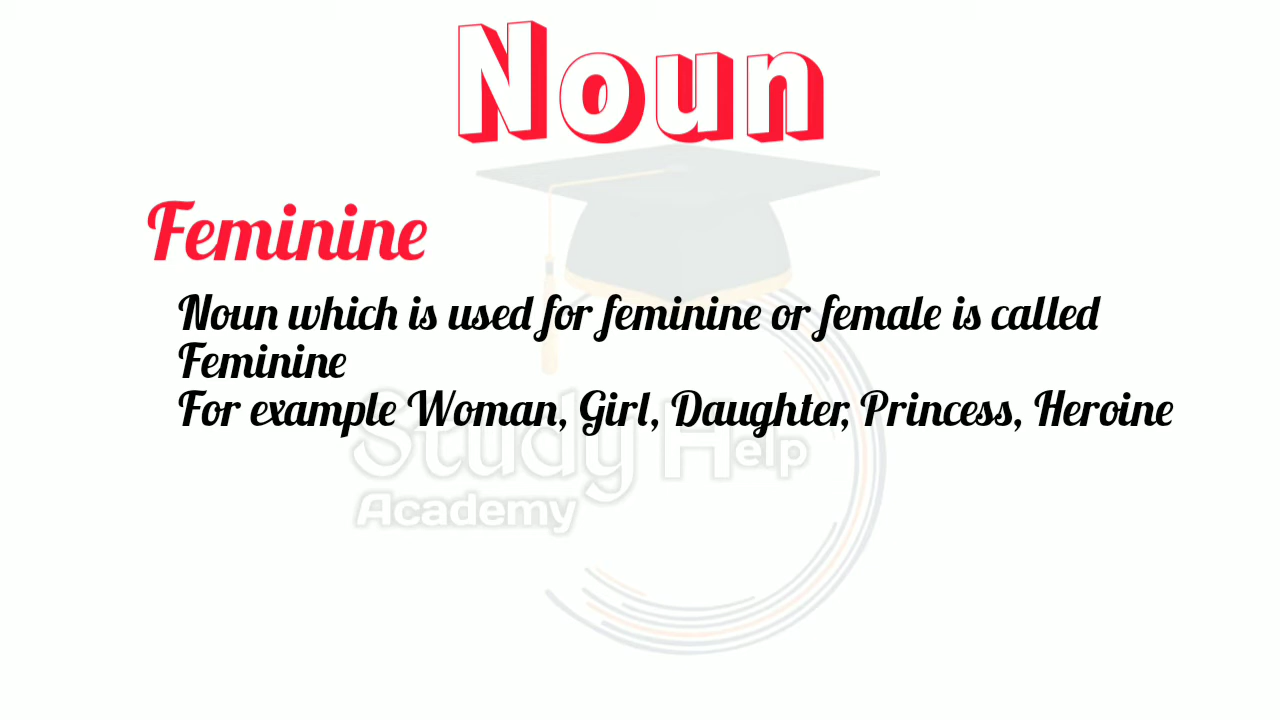 Noun
Feminine
Noun which is used for feminine or female is called
Feminine
For example Woman, Girl, Daughter, Princess, Heroine
Study Help
Academy